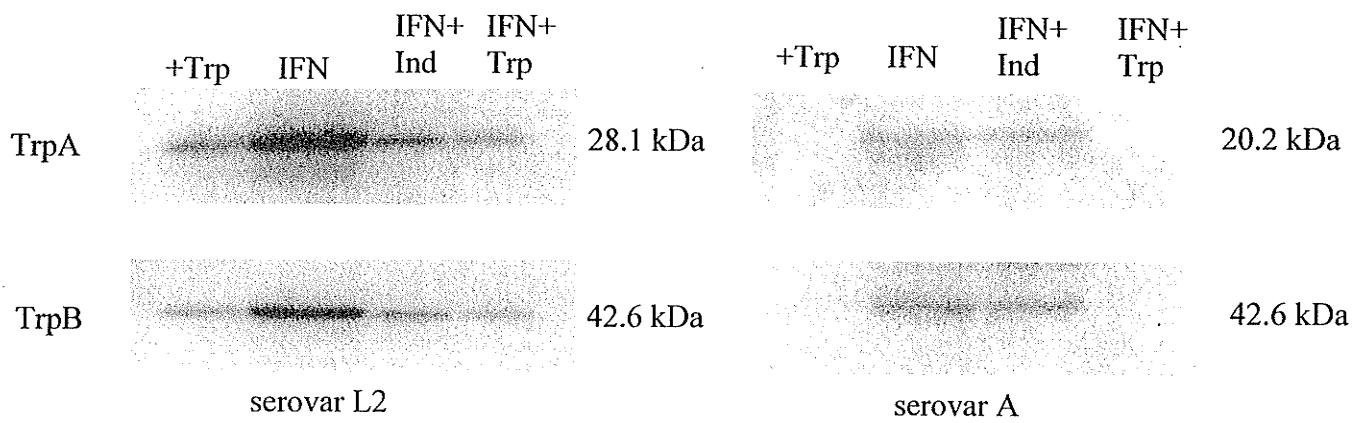 +Trp IFN IFN+ Ind IFN+ Trp
+Trp IFN IFN+ Ind IFN+ Trp
TrpA 28.1 kDa 20.2 kDa
TrpB 42.6 kDa 42.6 kDa
serovar L2 serovar A